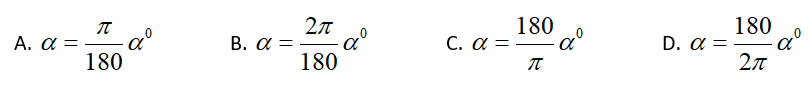 A. α = π/180 α⁰ B. α = 2π/180 α⁰ C. α = 180/π α⁰ D. α = 180/2π α⁰